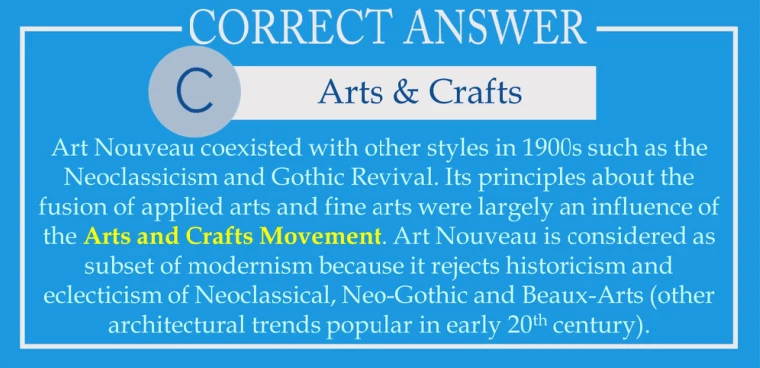 CORRECT ANSWER
C Arts & Crafts
Art Nouveau coexisted with other styles in 1900s such as the
Neoclassicism and Gothic Revival. Its principles about the
fusion of applied arts and fine arts were largely an influence of
the Arts and Crafts Movement. Art Nouveau is considered as
subset of modernism because it rejects historicism and
eclecticism of Neoclassical, Neo-Gothic and Beaux-Arts (other
architectural trends popular in early 20th century).